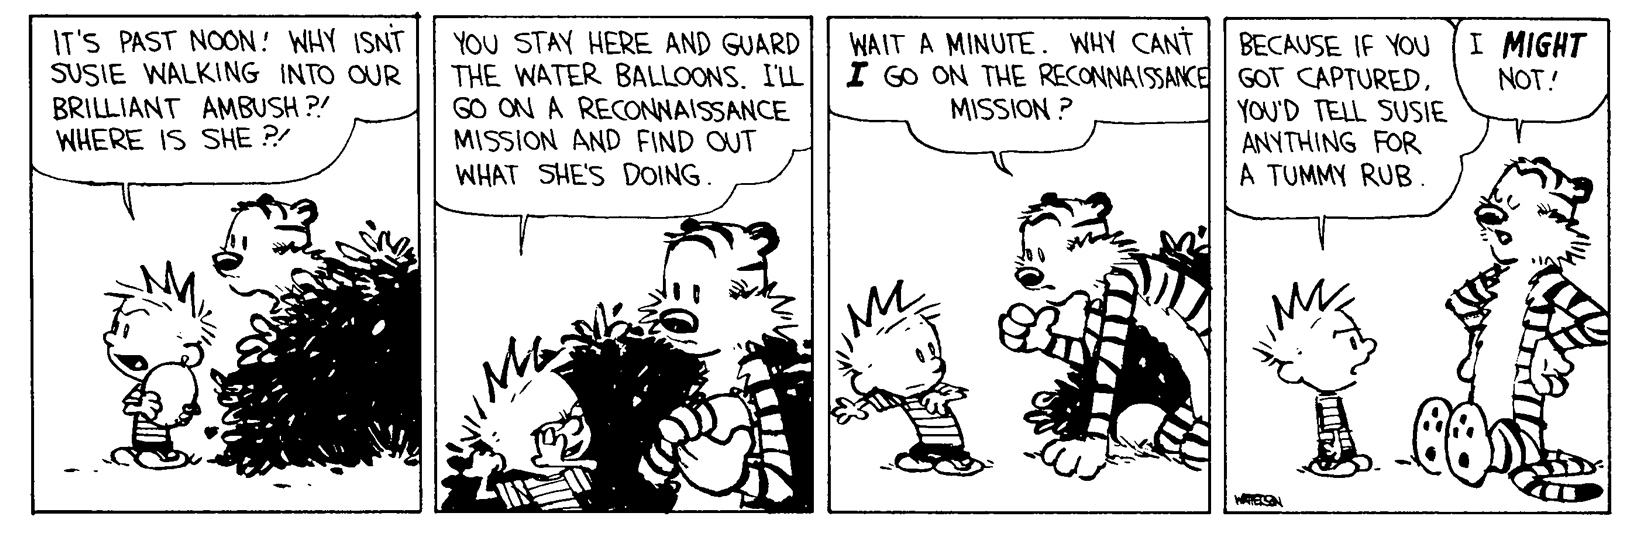 IT'S PAST NOON! WHY ISN'T
SUSIE WALKING INTO OUR
BRILLIANT AMBUSH?!
WHERE IS SHE?!
YOU STAY HERE AND GUARD
THE WATER BALLOONS. I'LL
GO ON A RECONNAISSANCE
MISSION AND FIND OUT
WHAT SHE'S DOING.
WAIT A MINUTE. WHY CAN'T
I GO ON THE RECONNAISSANCE
MISSION?
BECAUSE IF YOU
GOT CAPTURED,
YOU'D TELL SUSIE
ANYTHING FOR
A TUMMY RUB.
I MIGHT
NOT!
WATTERSON